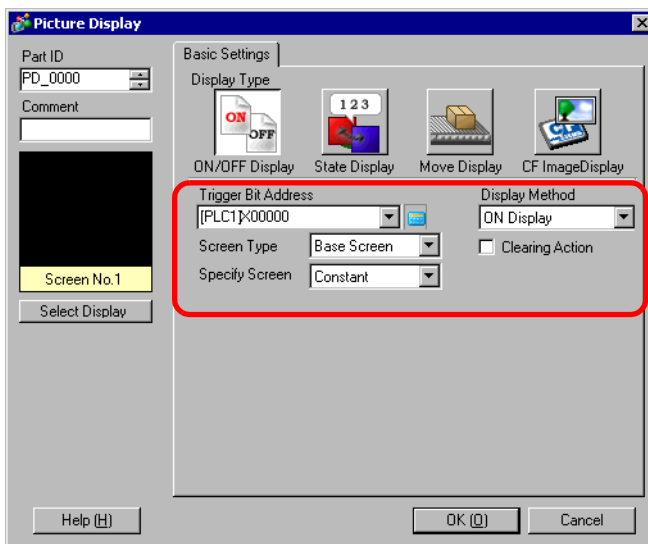 Picture Display
Part ID
PD_0000
Comment
Screen No.1
Select Display
Basic Settings
Display Type
ON
OFF
1 2 3
ON/OFF Display State Display Move Display CF ImageDisplay
Trigger Bit Address Display Method
[PLC1]X00000 ON Display
Screen Type Base Screen Clearing Action
Specify Screen Constant
Help (H) OK (O) Cancel